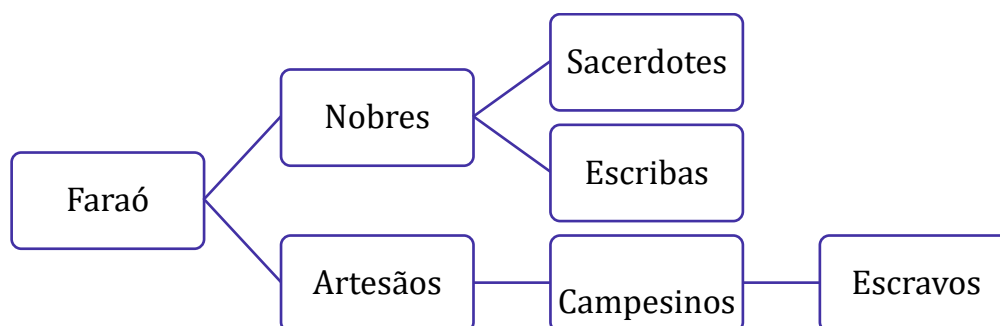 Faraó
Nobres
Sacerdotes
Escribas
Artesãos
Campesinos
Escravos